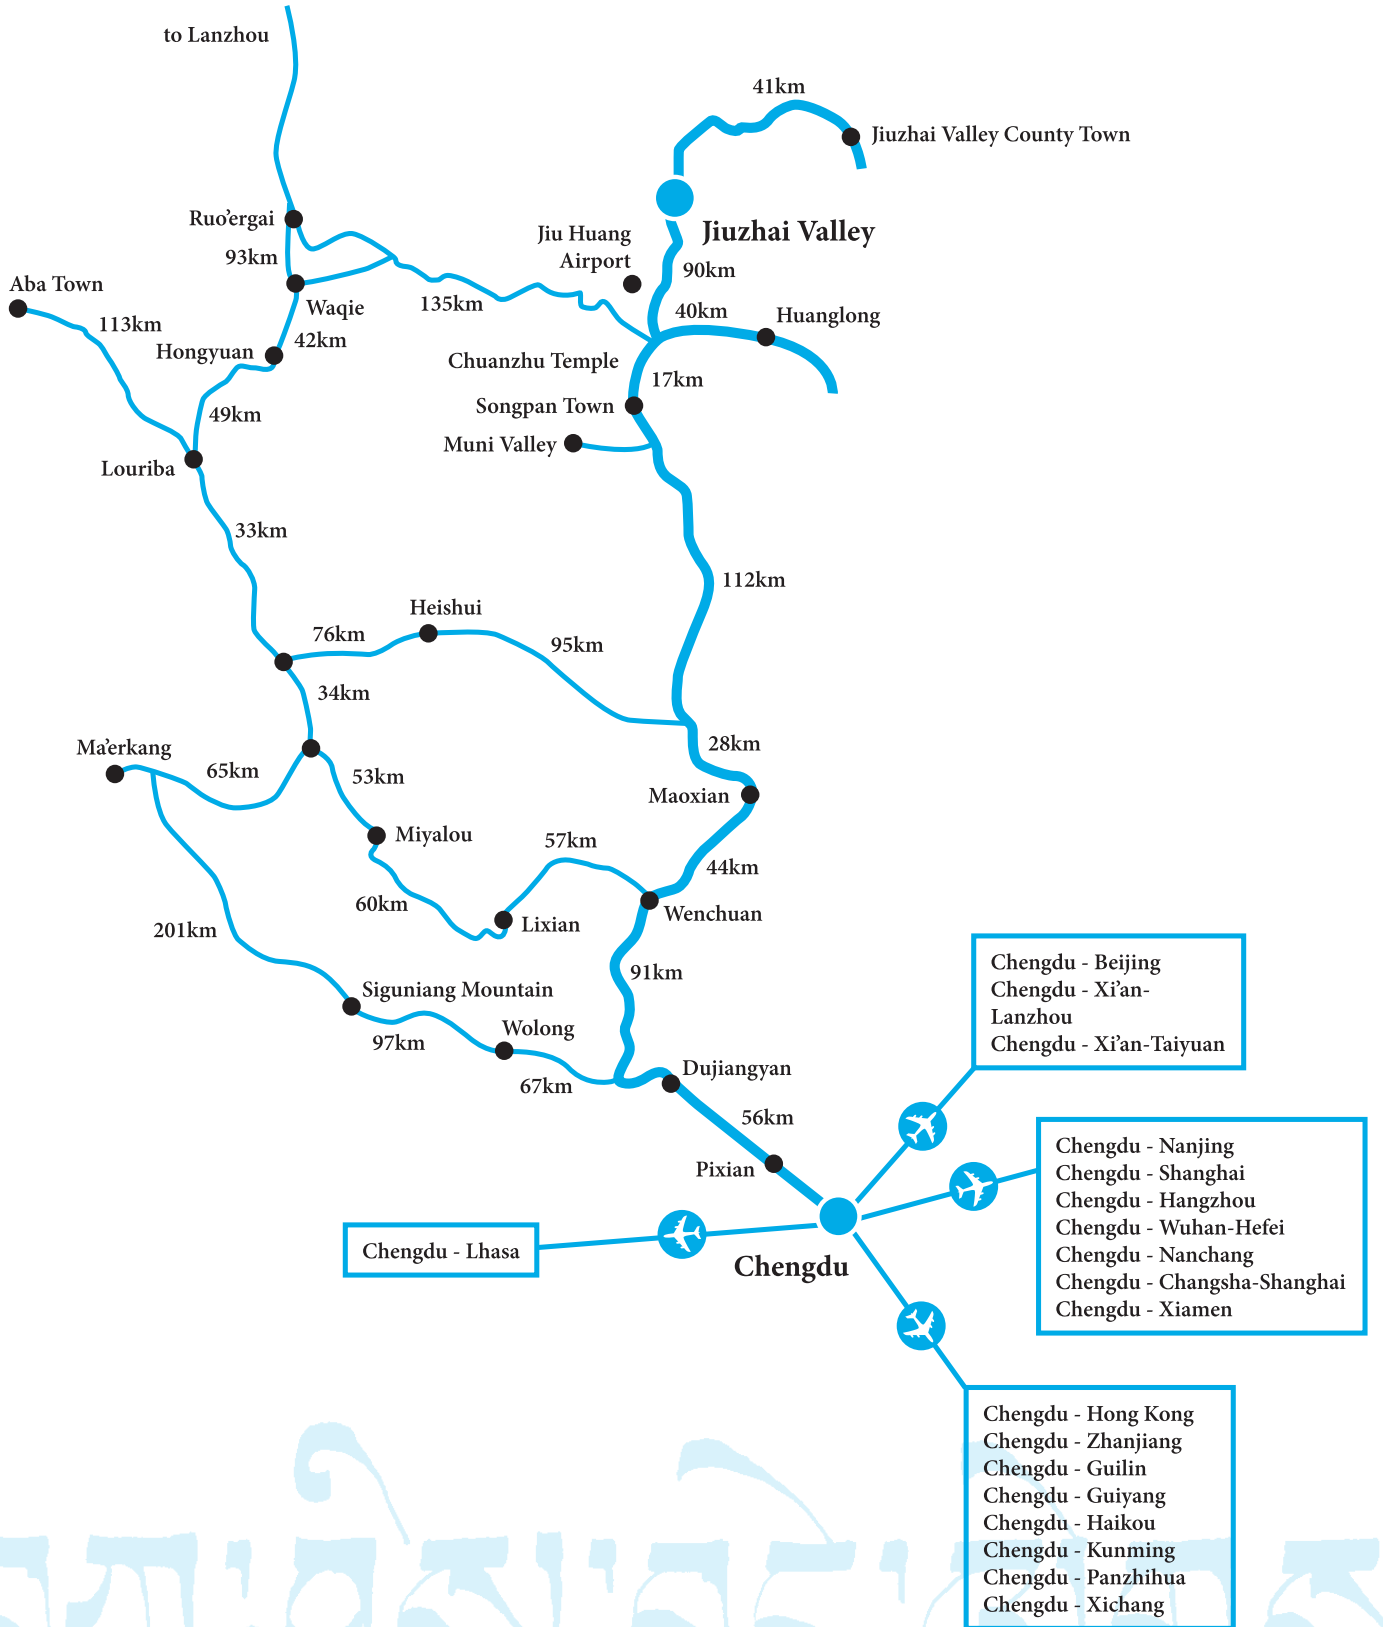 to Lanzhou
41km
Jiuzhai Valley County Town
Ruo’ergai
Jiuzhai Valley
Jiu Huang
Airport
93km
90km
Aba Town
135km
Waqie
40km
Huanglong
113km
Hongyuan
42km
Chuanzhu Temple
17km
49km
Songpan Town
Muni Valley
Louriba
33km
112km
Heishui
76km
95km
34km
28km
Ma’erkang
65km
53km
Maoxian
Miyalou
57km
44km
60km
Wenchuan
Lixian
201km
91km
Siguniang Mountain
Wolong
97km
67km
Dujiangyan
56km
Pixian
Chengdu
Chengdu - Beijing
Chengdu - Xi’an-
Lanzhou
Chengdu - Xi’an-Taiyuan
Chengdu - Nanjing
Chengdu - Shanghai
Chengdu - Hangzhou
Chengdu - Wuhan-Hefei
Chengdu - Nanchang
Chengdu - Changsha-Shanghai
Chengdu - Xiamen
Chengdu - Lhasa
Chengdu - Hong Kong
Chengdu - Zhanjiang
Chengdu - Guilin
Chengdu - Guiyang
Chengdu - Haikou
Chengdu - Kunming
Chengdu - Panzhihua
Chengdu - Xichang